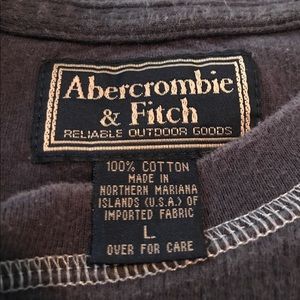 Abercrombie
& Fitch
RELIABLE OUTDOOR GOODS
100% COTTON
MADE IN
NORTHERN MARIANA
ISLANDS (U.S.A.) OF
IMPORTED FABRIC
L
OVER FOR CARE